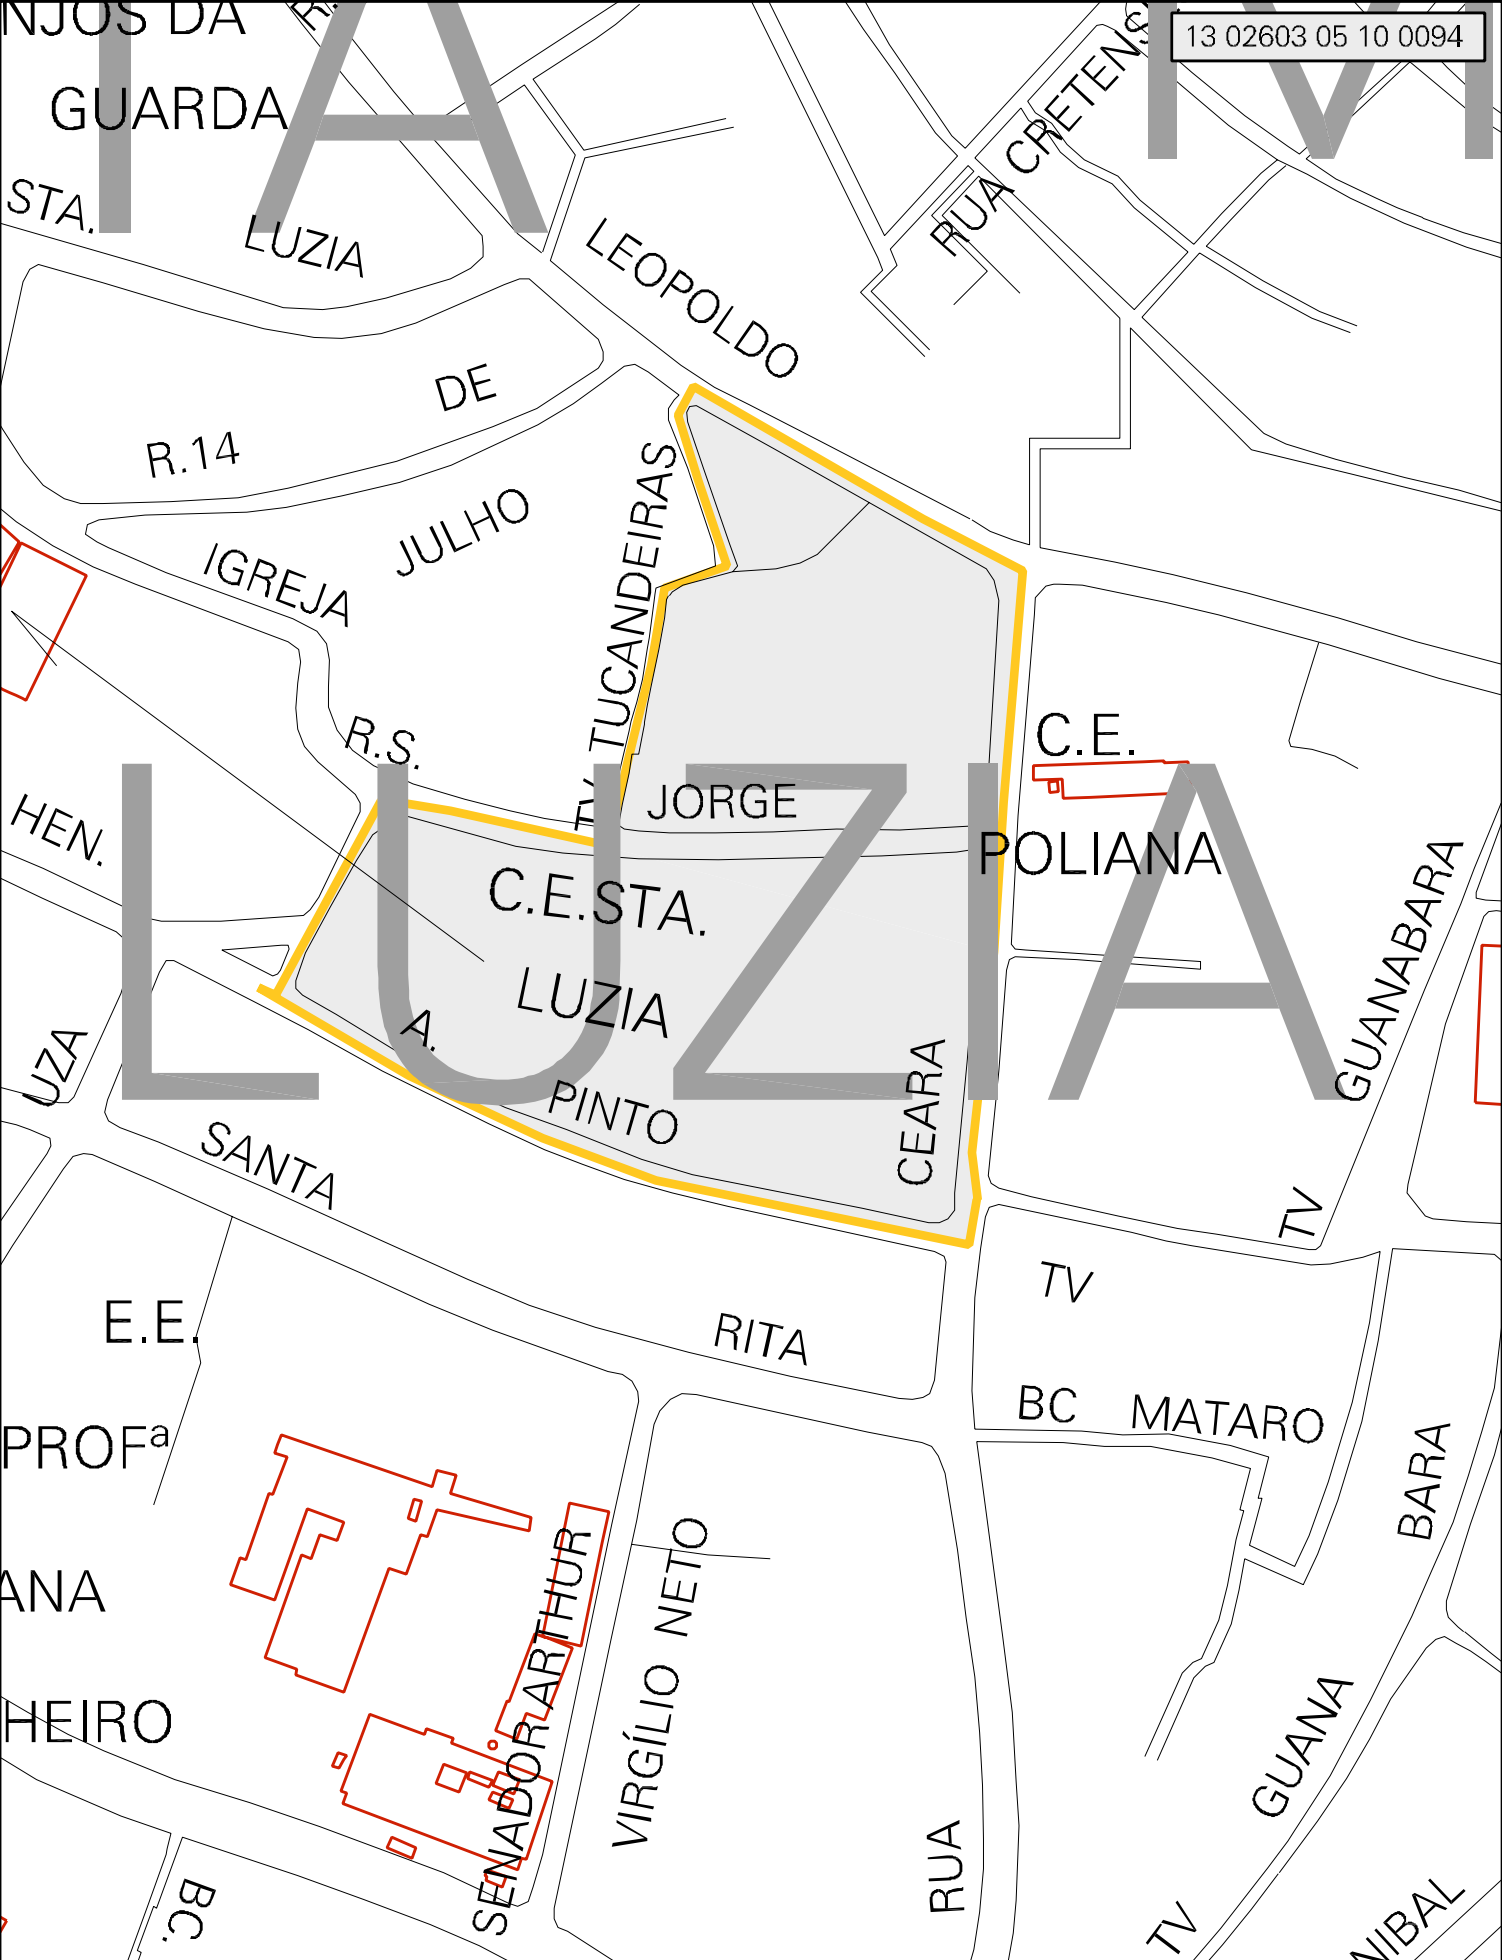 NJOS DA
R.
RUA CRETENS
13 02603 05 10 0094
IA
M
GUARDA
STA.
LUZIA
LEOPOLDO
DE
R.14
JULHO
IGREJA
TV TUCANDEIRAS
R.S.
C.E.
JORGE
HEN.
POLIANA
LUZIA
C.E.STA.
LUZIA
A.
PINTO
CEARA
GUANABARA
TV
UZA
SANTA
TV
E.E.
RITA
BC MATARO
PROFª
BARA
ANA
SENADOR ARTHUR
VIRGÍLIO NETO
HEIRO
GUANA
RUA
BC.
TV
NIBAL